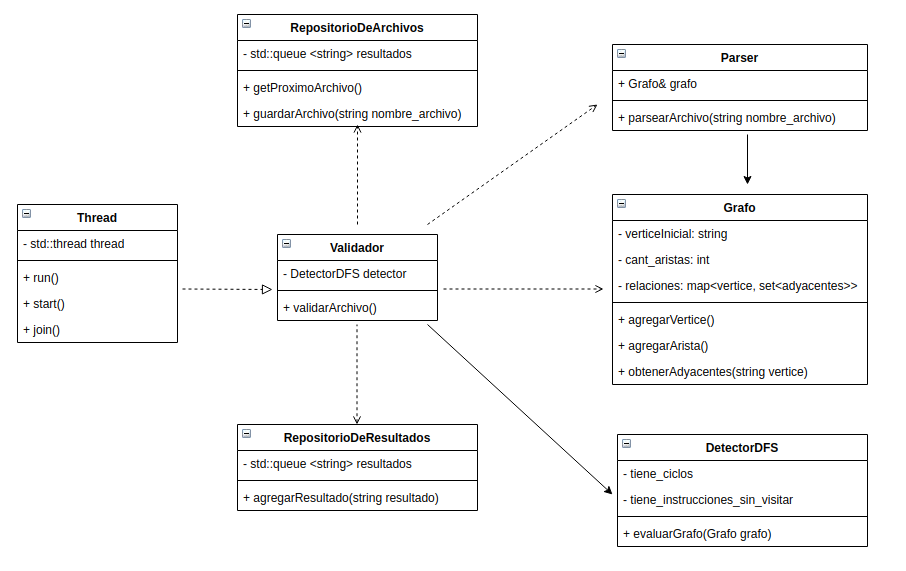 RepositorioDeArchivos
- std::queue <string> resultados
+ getProximoArchivo()
+ guardarArchivo(string nombre_archivo)
Parser
+ Grafo& grafo
+ parsearArchivo(string nombre_archivo)
Thread
- std::thread thread
+ run()
+ start()
+ join()
Validador
- DetectorDFS detector
+ validarArchivo()
Grafo
- verticeInicial: string
- cant_aristas: int
- relaciones: map<vertice, set<adyacentes>>
+ agregarVertice()
+ agregarArista()
+ obtenerAdyacentes(string vertice)
RepositorioDeResultados
- std::queue <string> resultados
+ agregarResultado(string resultado)
DetectorDFS
- tiene_ciclos
- tiene_instrucciones_sin_visitar
+ evaluarGrafo(Grafo grafo)